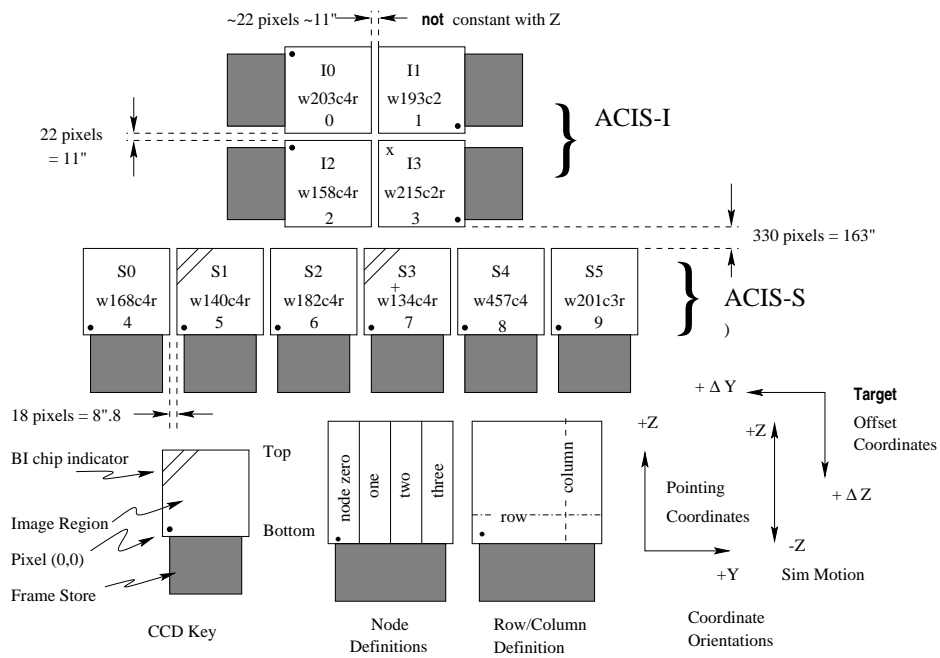 ~22 pixels ~11" not constant with Z
I0 I1
w203c4r w193c2
0 1
ACIS-I
22 pixels
= 11"
x
I2 I3
w158c4r w215c2r
2 3
330 pixels = 163"
S0 S1 S2 S3 S4 S5
+
w168c4r w140c4r w182c4r w134c4r w457c4 w201c3r
4 5 6 7 8 9
ACIS-S
)
18 pixels = 8".8
+ Δ Y
Target
Offset
Coordinates
+ Δ Z
BI chip indicator
Image Region
Pixel (0,0)
Frame Store
Top
Bottom
CCD Key
node zero
one
two
three
Node
Definitions
column
row
Row/Column
Definition
+Z
Pointing
Coordinates
+Y
+Z
-Z
Sim Motion
Coordinate
Orientations